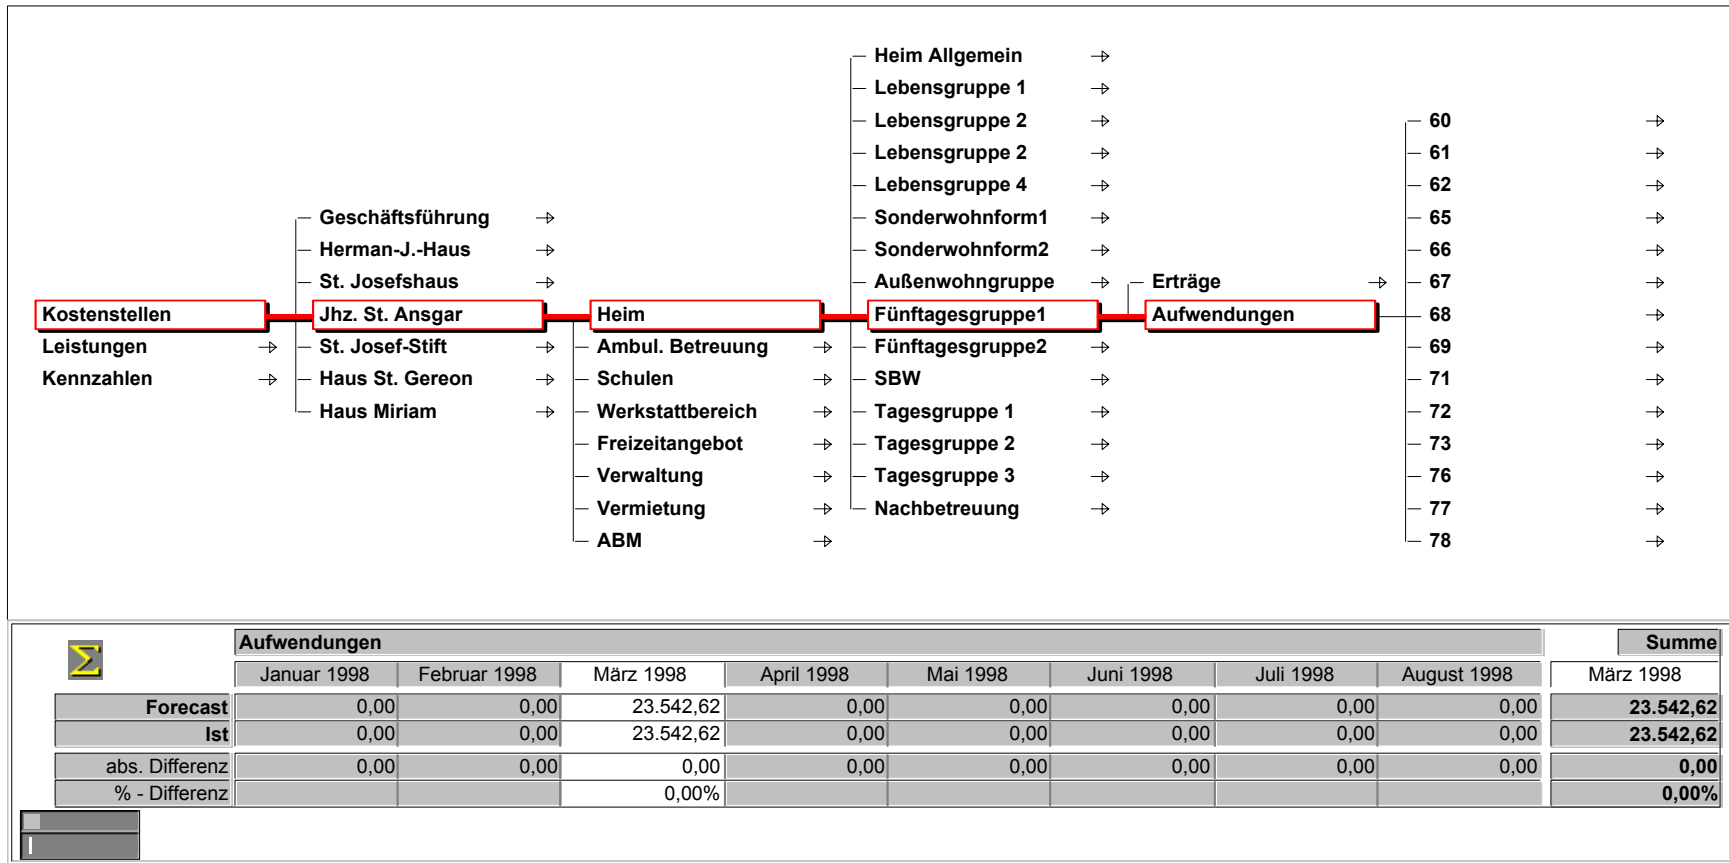 Heim Allgemein
Lebensgruppe 1
Lebensgruppe 2 60
Lebensgruppe 2 61
Lebensgruppe 4 62
Geschäftsführung Sonderwohnform1 65
Herman-J.-Haus Sonderwohnform2 66
St. Josefshaus Außenwohngruppe Erträge 67
Kostenstellen Jhz. St. Ansgar Heim Fünftagesgruppe1 Aufwendungen 68
Leistungen St. Josef-Stift Ambul. Betreuung Fünftagesgruppe2 69
Kennzahlen Haus St. Gereon Schulen SBW 71
Haus Miriam Werkstattbereich Tagesgruppe 1 72
Freizeitangebot Tagesgruppe 2 73
Verwaltung Tagesgruppe 3 76
Vermietung Nachbetreuung 77
ABM 78
Σ Aufwendungen Summe
Januar 1998 Februar 1998 März 1998 April 1998 Mai 1998 Juni 1998 Juli 1998 August 1998 März 1998
Forecast 0,00 0,00 23.542,62 0,00 0,00 0,00 0,00 0,00 23.542,62
Ist 0,00 0,00 23.542,62 0,00 0,00 0,00 0,00 0,00 23.542,62
abs. Differenz 0,00 0,00 0,00 0,00 0,00 0,00 0,00 0,00 0,00
% - Differenz 0,00% 0,00%